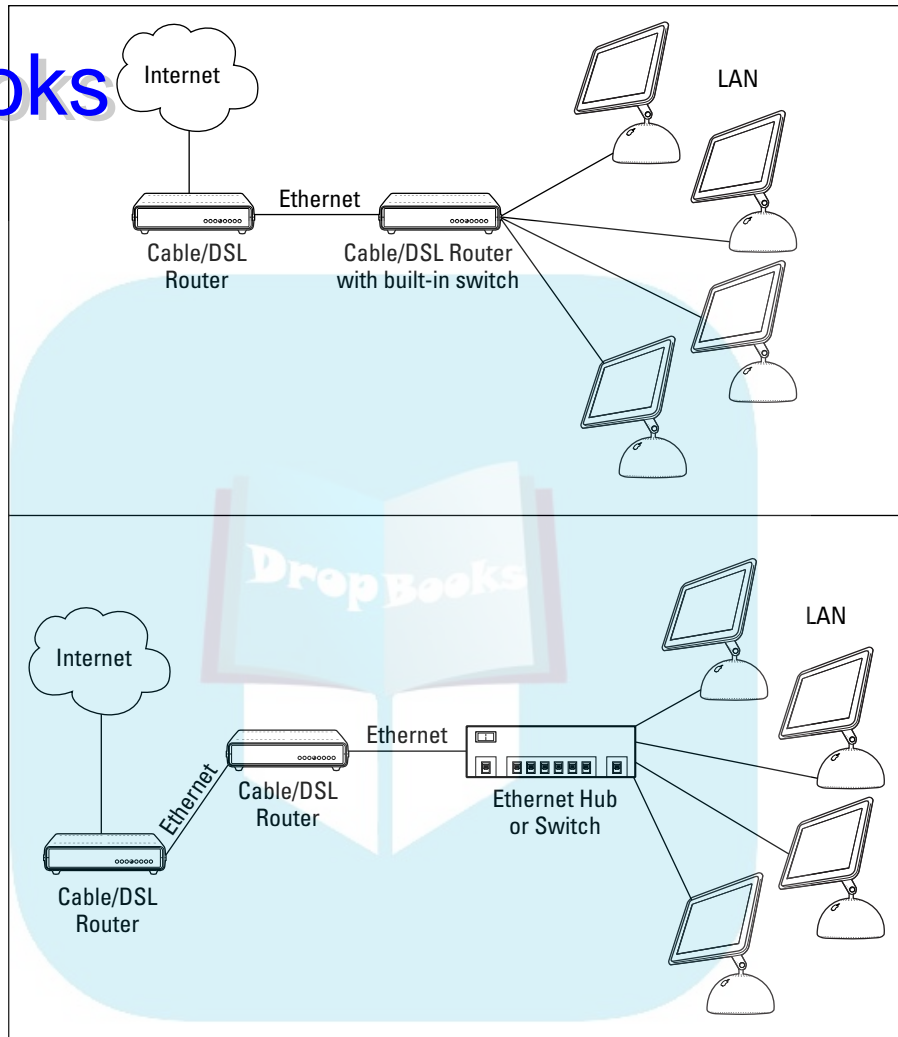 oks
Internet
LAN
Ethernet
Cable/DSL
Router
Cable/DSL Router
with built-in switch
DropBooks
LAN
Internet
Ethernet
Ethernet
Cable/DSL
Router
Ethernet Hub
or Switch
Cable/DSL
Router